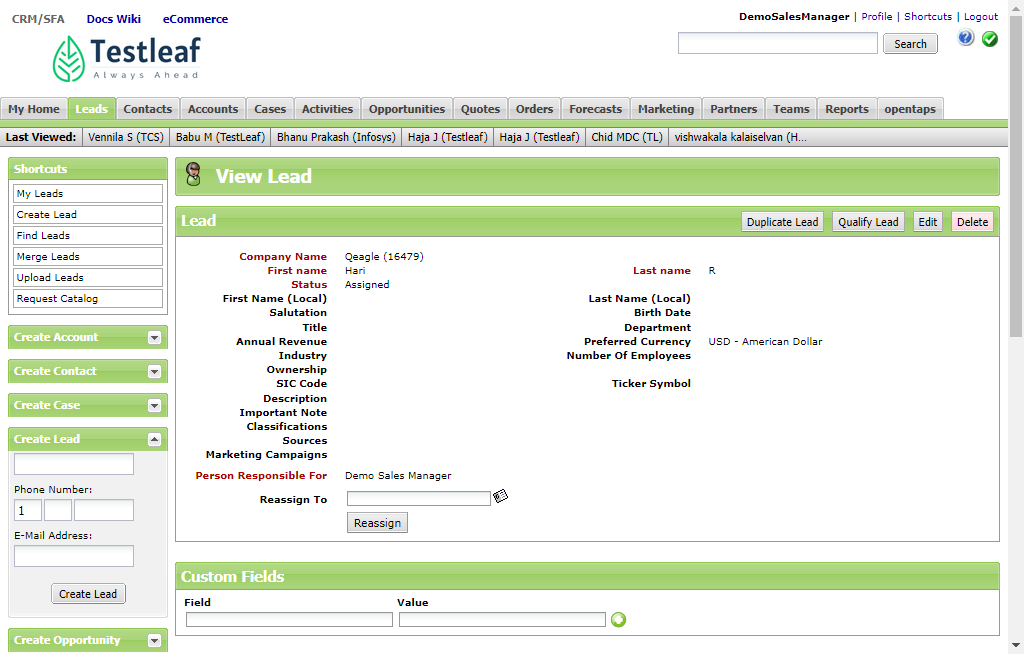 CRM/SFA Docs Wiki eCommerce
DemoSalesManager | Profile | Shortcuts | Logout
Testleaf
Always Ahead
Search
?
My Home Leads Contacts Accounts Cases Activities Opportunities Quotes Orders Forecasts Marketing Partners Teams Reports opentaps
Last Viewed: Vennila S (TCS) Babu M (TestLeaf) Bhanu Prakash (Infosys) Haja J (Testleaf) Haja J (Testleaf) Chid MDC (TL) vishwakala kalaiselvan (H...
Shortcuts
My Leads
Create Lead
Find Leads
Merge Leads
Upload Leads
Request Catalog
Create Account
Create Contact
Create Case
Create Lead
Phone Number:
1
E-Mail Address:
Create Lead
Create Opportunity
View Lead
Lead
Duplicate Lead Qualify Lead Edit Delete
Company Name Qeagle (16479)
First name Hari Last name R
Status Assigned
First Name (Local) Last Name (Local)
Salutation Birth Date
Title Department
Annual Revenue Preferred Currency USD - American Dollar
Industry Number Of Employees
Ownership
SIC Code Ticker Symbol
Description
Important Note
Classifications
Sources
Marketing Campaigns
Person Responsible For Demo Sales Manager
Reassign To
Reassign
Custom Fields
Field Value